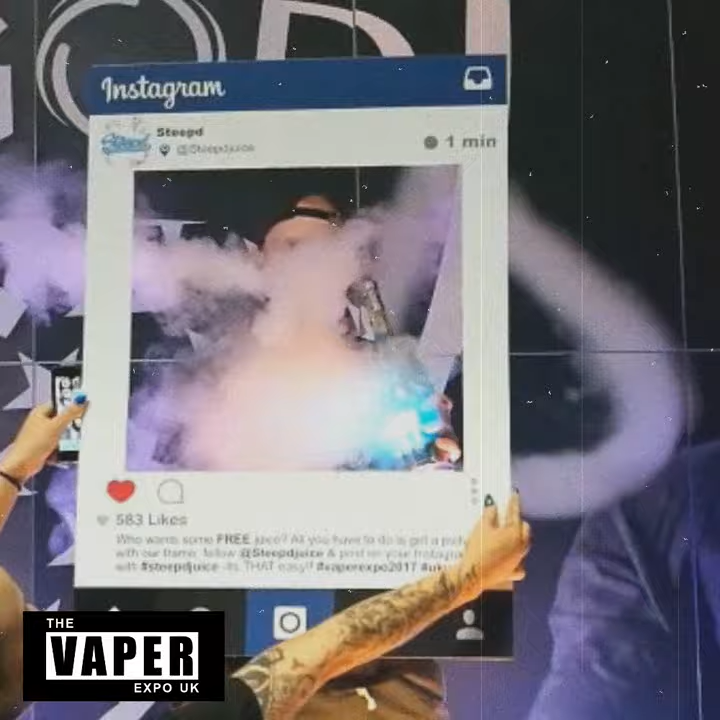 Instagram
Steepd
@Steepdjuice
1 min
583 Likes
Who wants some FREE juice? All you have to do is get a
with our frame, follow @Steepdjuice & post on your Instagram
with #steepdjuice its THAT easy!! #vaperexpo2017
THE
VAPER
EXPO UK